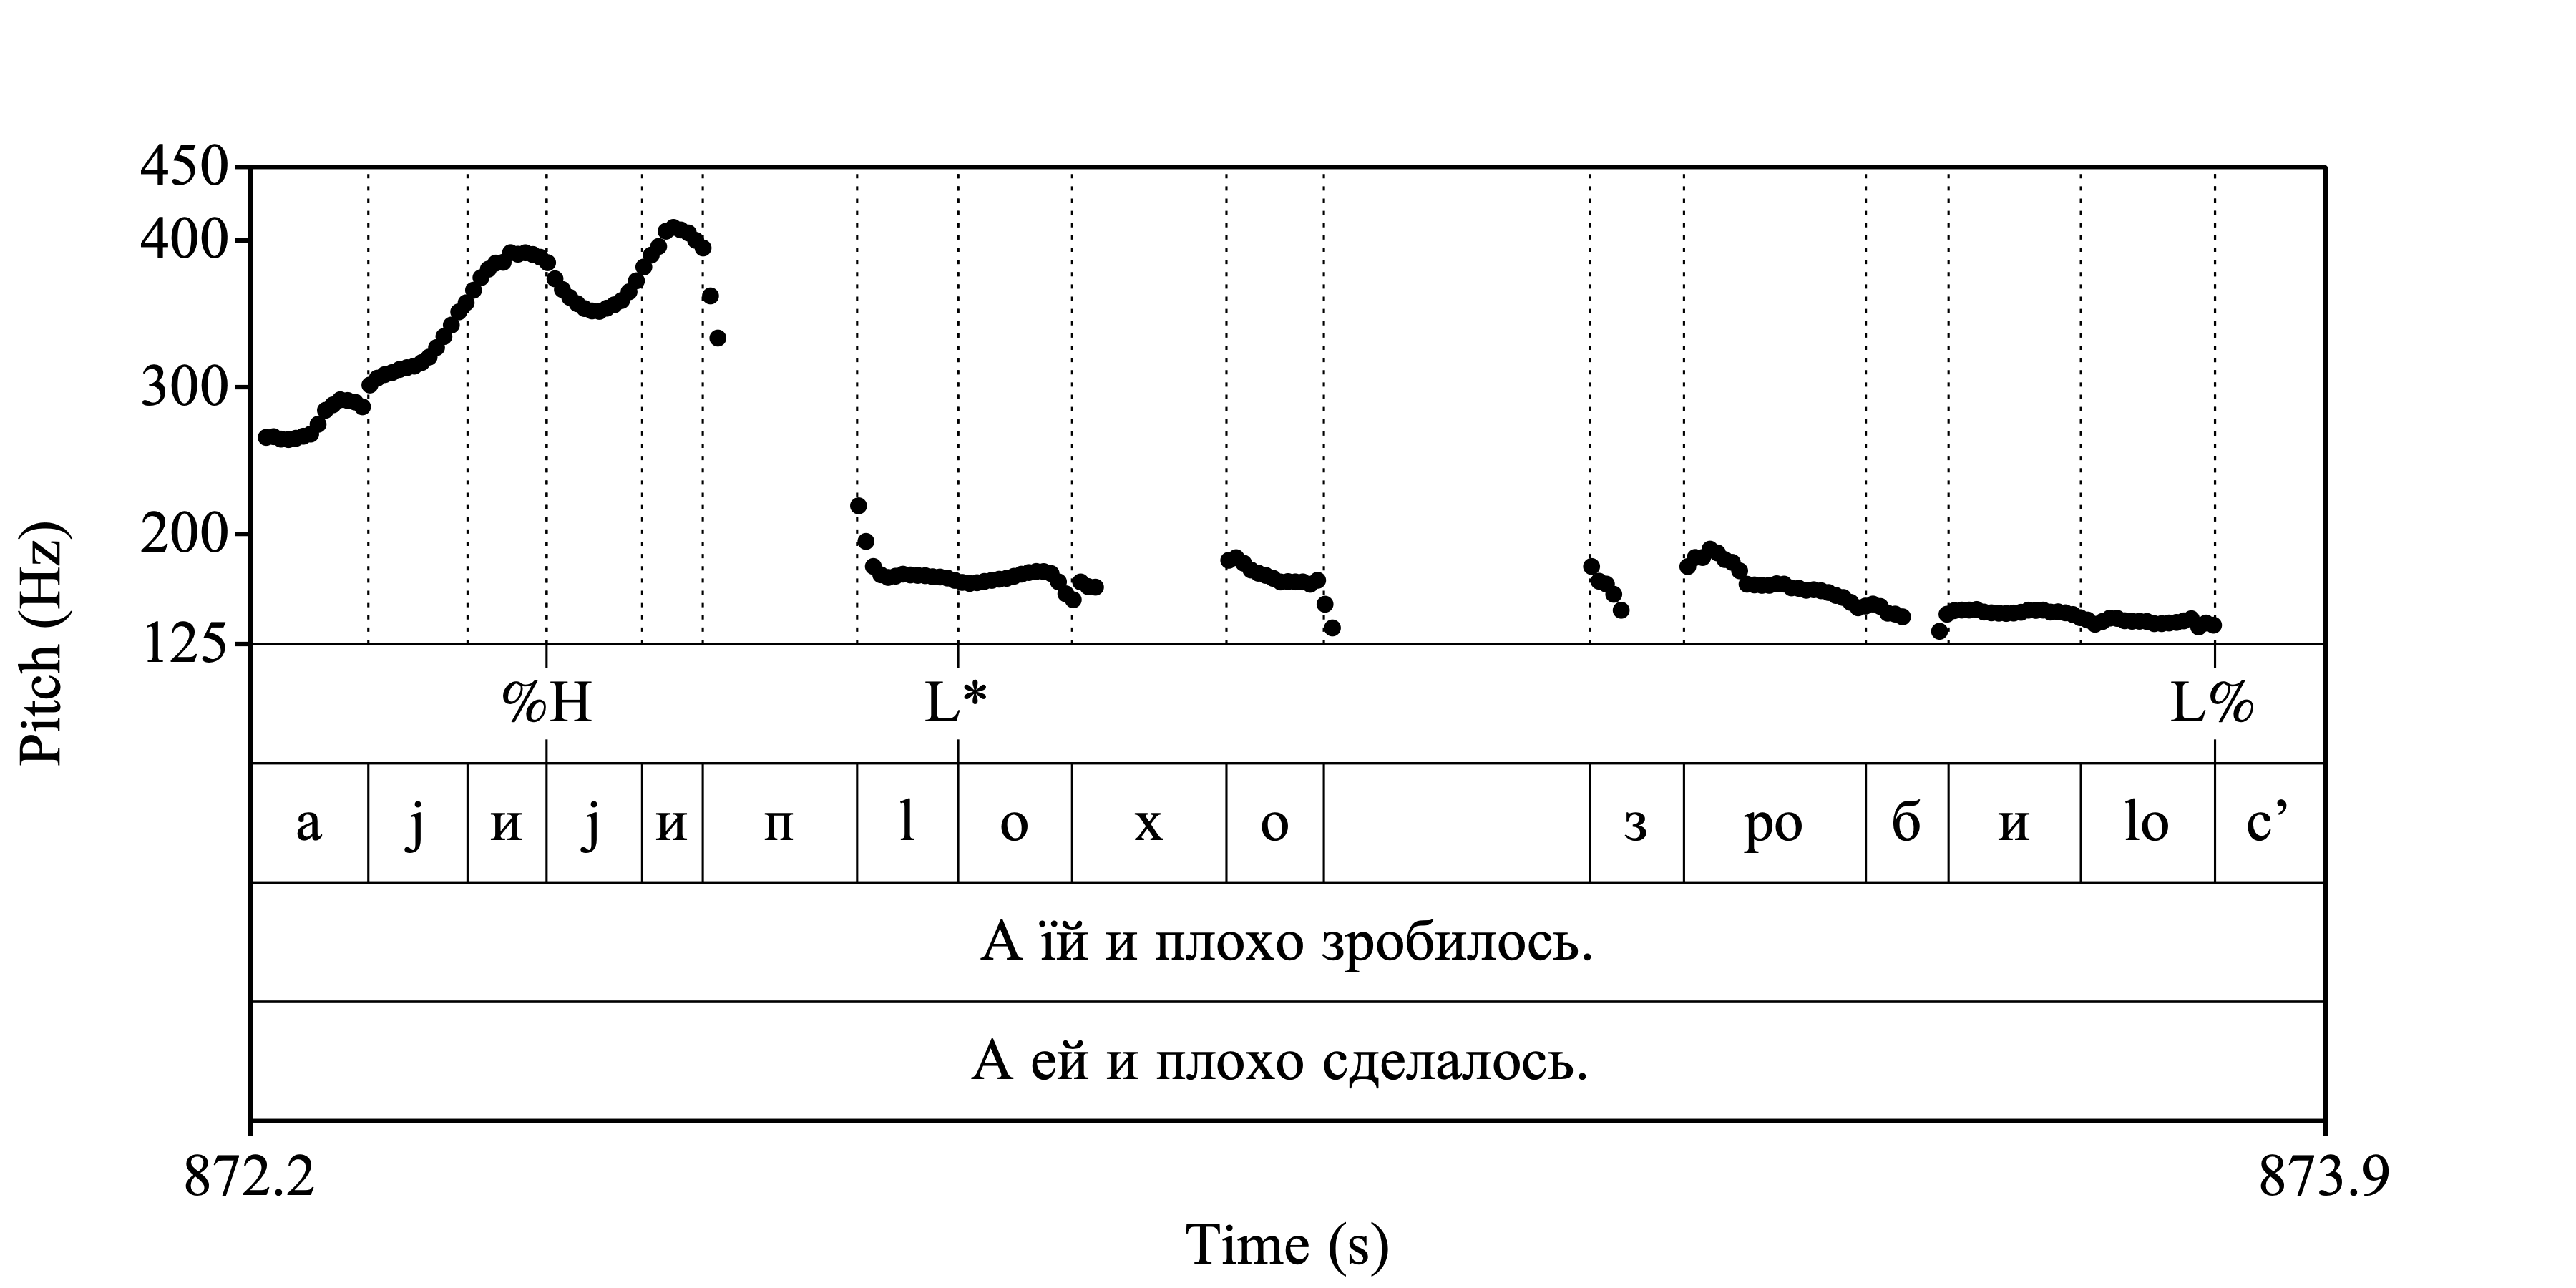 450
400
300
200
125
Pitch (Hz)
%H L* L%
а j и j и п l о х о з ро б и lo с’
А їй и плохо зробилось.
А ей и плохо сделалось.
872.2 873.9
Time (s)